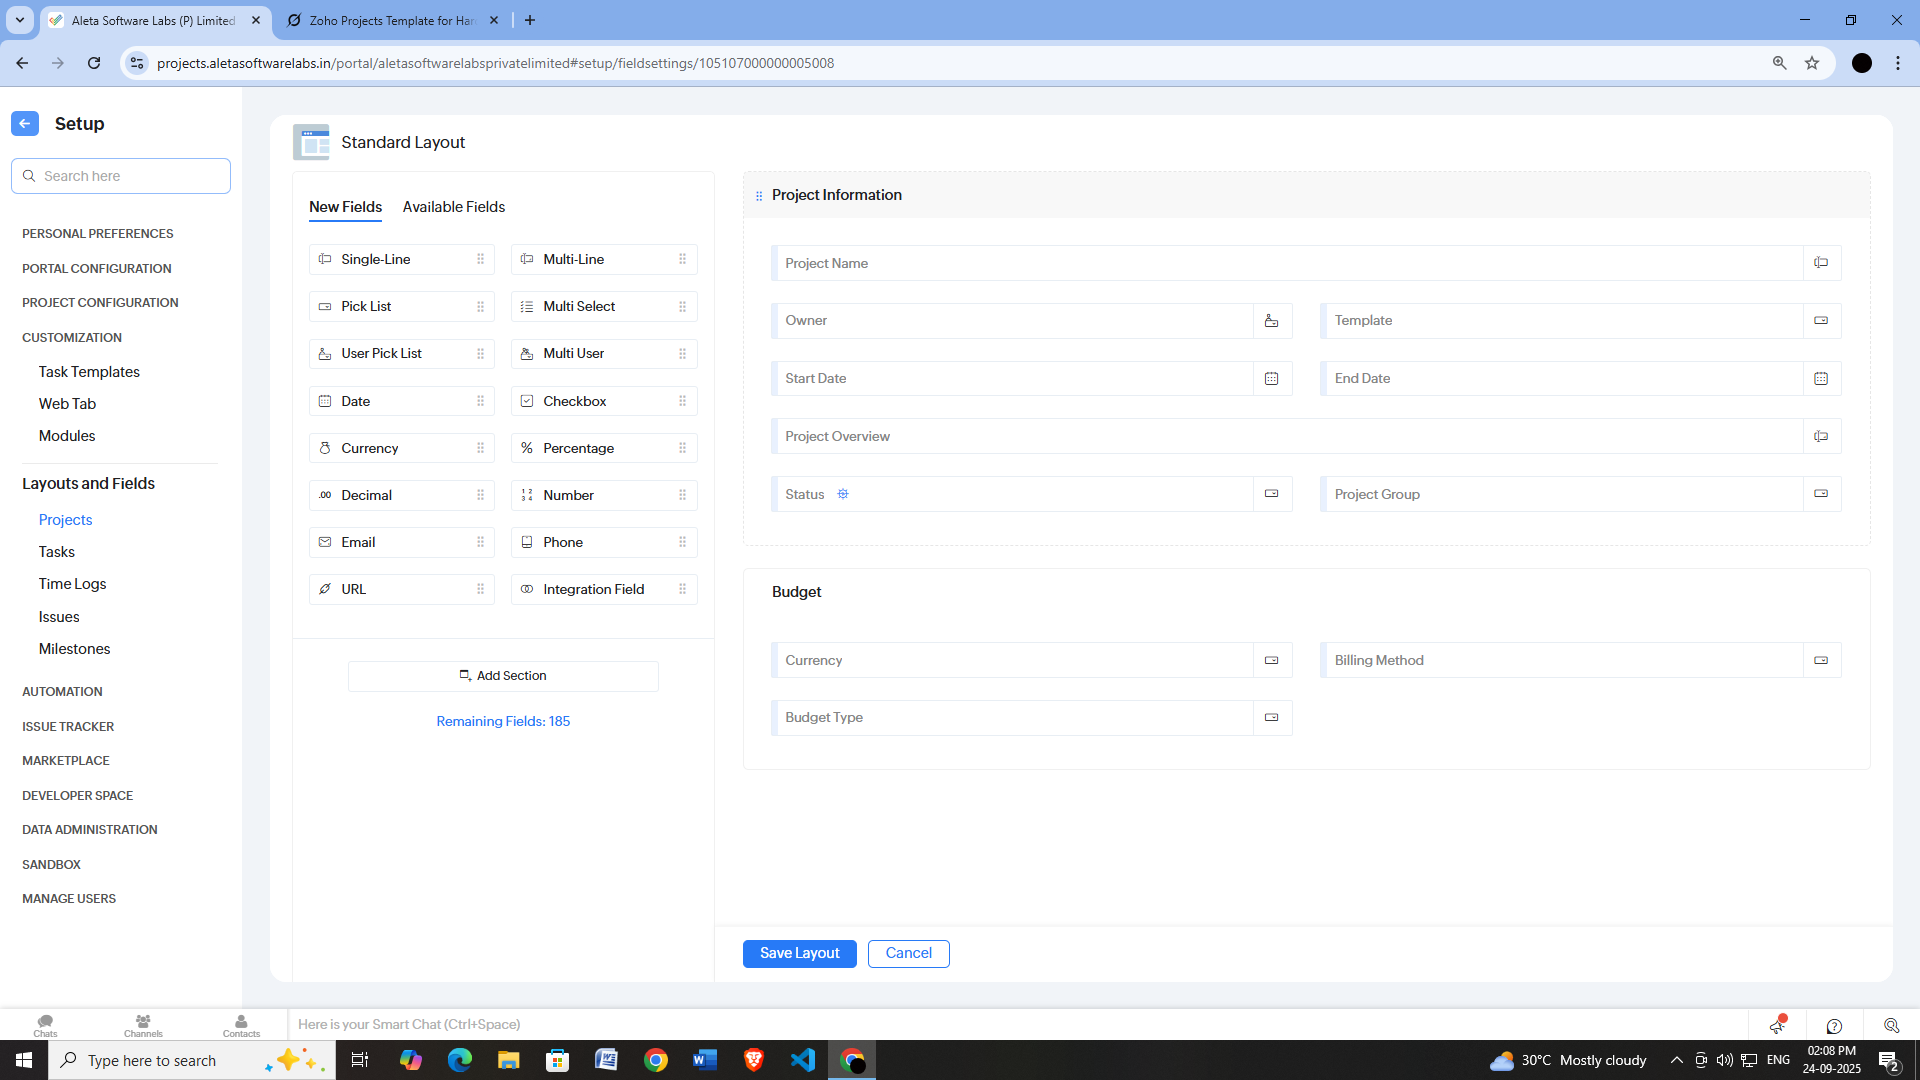 Aleta Software Labs (P) Limited
Zoho Projects Template for Har
projects.aletasoftwarelabs.in/portal/aletasoftwarelabsprivatelimited#setup/fieldsettings/105107000000005008
Setup
Search here
PERSONAL PREFERENCES
PORTAL CONFIGURATION
PROJECT CONFIGURATION
CUSTOMIZATION
Task Templates
Web Tab
Modules
Layouts and Fields
Projects
Tasks
Time Logs
Issues
Milestones
AUTOMATION
ISSUE TRACKER
MARKETPLACE
DEVELOPER SPACE
DATA ADMINISTRATION
SANDBOX
MANAGE USERS
Standard Layout
New Fields
Available Fields
Single-Line
Multi-Line
Pick List
Multi Select
User Pick List
Multi User
Date
Checkbox
Currency
% Percentage
.00 Decimal
Number
Email
Phone
URL
Integration Field
Add Section
Remaining Fields: 185
Project Information
Project Name
Owner
Template
Start Date
End Date
Project Overview
Status
Project Group
Budget
Currency
Billing Method
Budget Type
Save Layout
Cancel
Chats
Channels
Contacts
Here is your Smart Chat (Ctrl+Space)
Type here to search
30°C Mostly cloudy
ENG
02:08 PM
24-09-2025
2